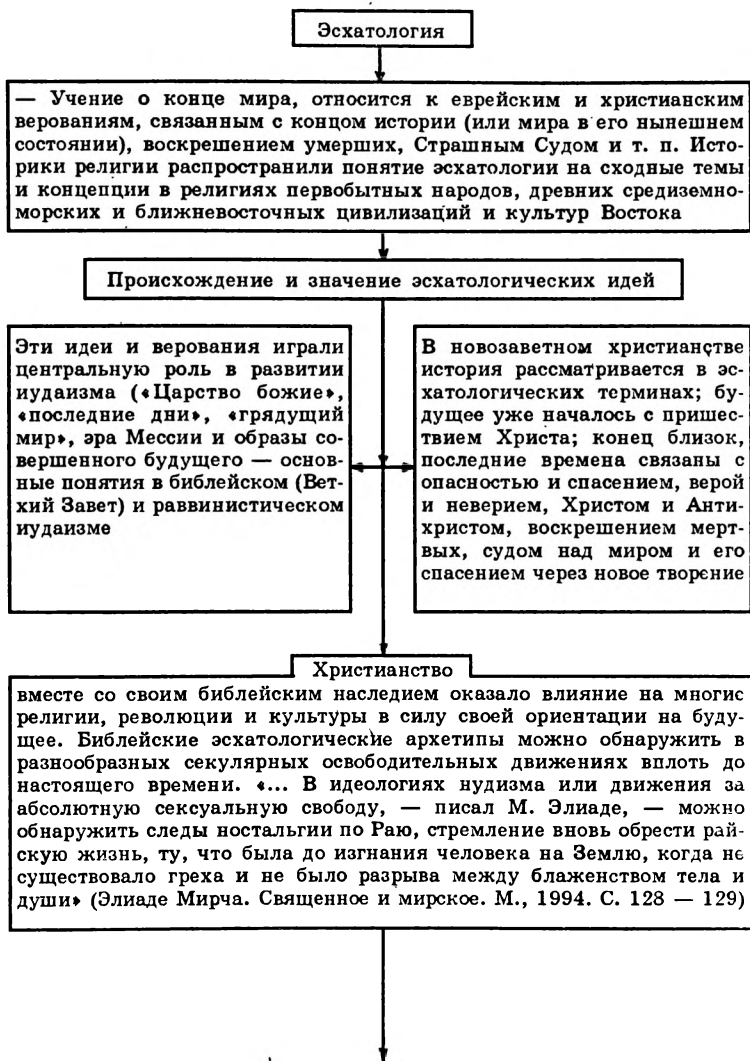 Эсхатология
— Учение о конце мира, относится к еврейским и христианским
верованиям, связанным с концом истории (или мира в его нынешнем
состоянии), воскрешением умерших, Страшным Судом и т. п. Исто-
рики религии распространили понятие эсхатологии на сходные темы
и концепции в религиях первобытных народов, древних средиземно-
морских и ближневосточных цивилизаций и культур Востока
Происхождение и значение эсхатологических идей
Эти идеи и верования играли
центральную роль в развитии
иудаизма («Царство божие»,
«последние дни», «грядущий
мир», эра Мессии и образы со-
вершенного будущего — основ-
ные понятия в библейском (Вет-
хий Завет) и раввинистическом
иудаизме
В новозаветном христианстве
история рассматривается в эс-
хатологических терминах; бу-
дущее уже началось с пришес-
твием Христа; конец близок,
последние времена связаны с
опасностью и спасением, верой
и неверием, Христом и Анти-
христом, воскрешением мерт-
вых, судом над миром и его
спасением через новое творение
Христианство
вместе со своим библейским наследием оказало влияние на многие
религии, революции и культуры в силу своей ориентации на буду-
щее. Библейские эсхатологические архетипы можно обнаружить в
разнообразных секулярных освободительных движениях вплоть до
настоящего времени. «... В идеологиях нудизма или движения за
абсолютную сексуальную свободу, — писал М. Элиаде, — можно
обнаружить следы ностальгии по Раю, стремление вновь обрести рай-
скую жизнь, ту, что была до изгнания человека на Землю, когда не
существовало греха и не было разрыва между блаженством тела и
души» (Элиаде Мирча. Священное и мирское. М., 1994. С. 128 — 129)